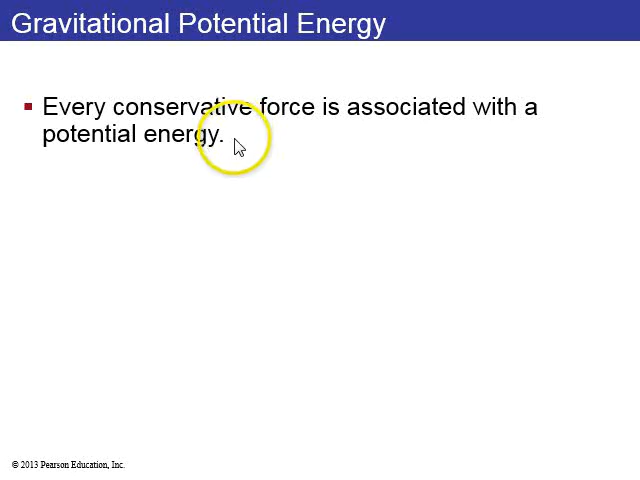 Gravitational Potential Energy
Every conservative force is associated with a
potential energy.
© 2013 Pearson Education, Inc.